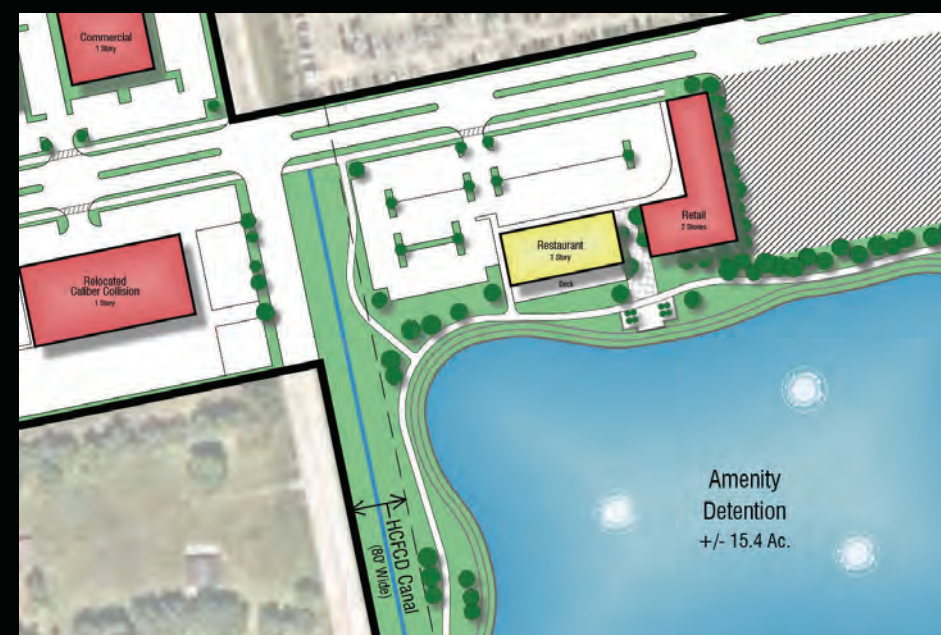 Commercial
1 Story
Retail
2 Stories
Restaurant
1 Story
Deck
Relocated
Caliber Collision
1 Story
Amenity
Detention
+/- 15.4 Ac.
HCFCD Canal
(80' Wide)